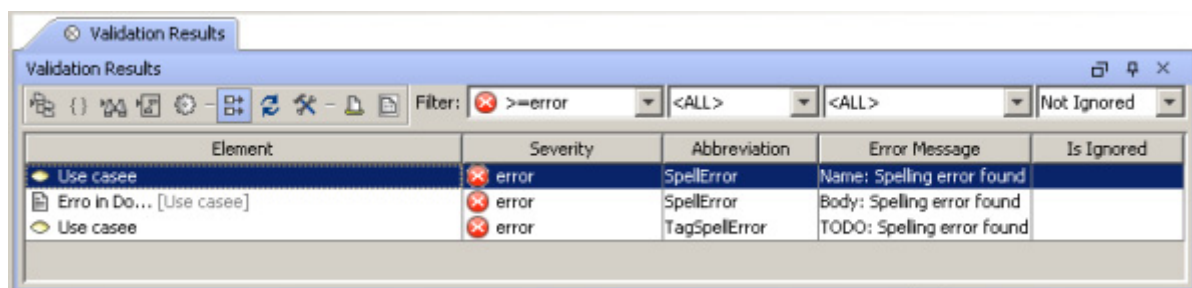 Validation Results
Validation Results
Filter: >=error <ALL> <ALL> Not Ignored
Element Severity Abbreviation Error Message Is Ignored
Use casee error SpellError Name: Spelling error found
Erro in Do... [Use casee] error SpellError Body: Spelling error found
Use casee error TagSpellError TODO: Spelling error found